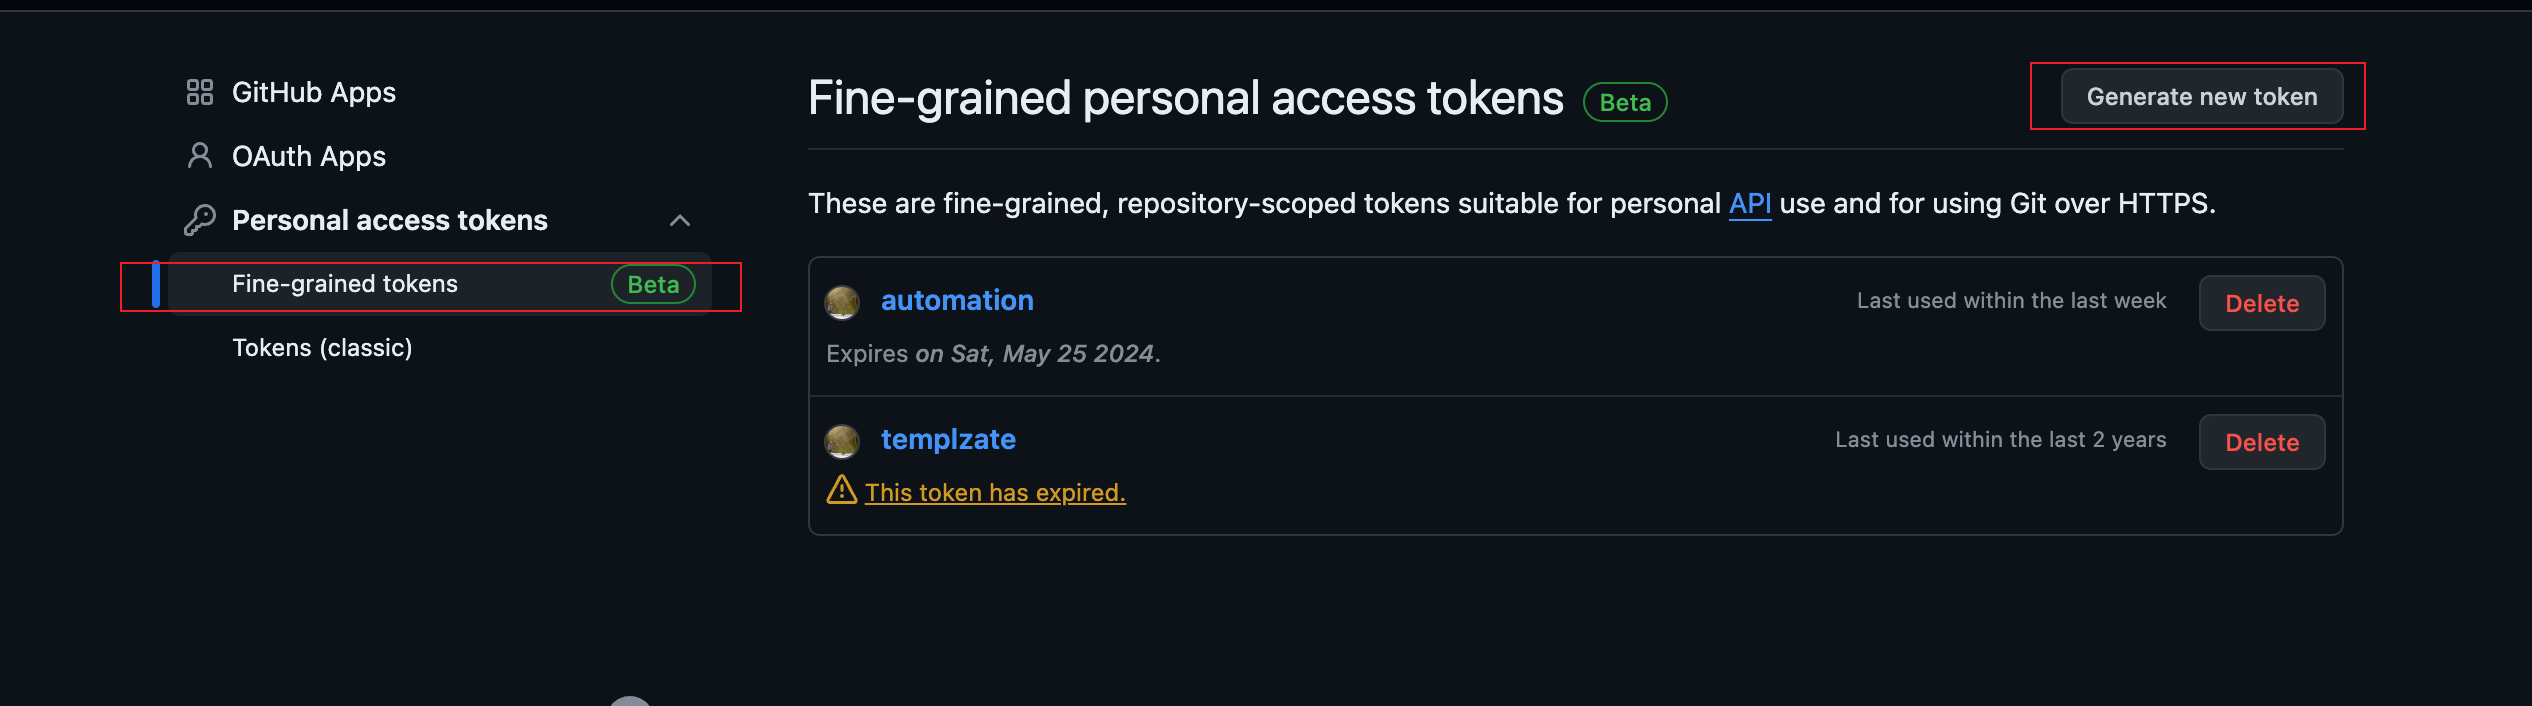 GitHub Apps
OAuth Apps
Personal access tokens
Fine-grained tokens Beta
Tokens (classic)
Fine-grained personal access tokens Beta
Generate new token
These are fine-grained, repository-scoped tokens suitable for personal API use and for using Git over HTTPS.
automation
Last used within the last week
Delete
Expires on Sat, May 25 2024.
templzate
Last used within the last 2 years
Delete
This token has expired.